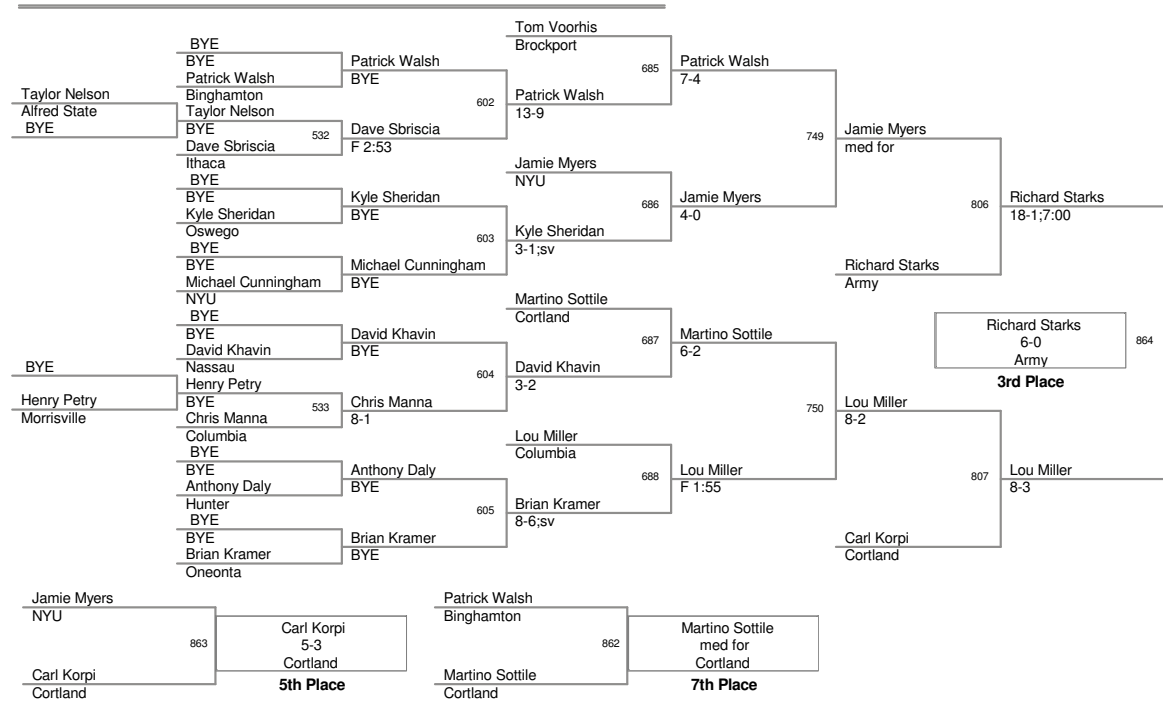 Taylor Nelson
Alfred State
BYE
BYE
Henry Petry
Morrisville
BYE
BYE
Patrick Walsh
Binghamton
Taylor Nelson
BYE
Dave Sbriscia
Ithaca
532
BYE
BYE
Kyle Sheridan
Oswego
BYE
BYE
Michael Cunningham
NYU
BYE
BYE
David Khavin
Nassau
Henry Petry
BYE
Chris Manna
Columbia
533
BYE
BYE
Anthony Daly
Hunter
BYE
BYE
Brian Kramer
Oneonta
Patrick Walsh
BYE
602
Dave Sbriscia
F 2:53
Kyle Sheridan
BYE
603
Michael Cunningham
BYE
David Khavin
BYE
604
Chris Manna
8-1
Anthony Daly
BYE
605
Brian Kramer
BYE
Tom Voorhis
Brockport
685
Patrick Walsh
13-9
Jamie Myers
NYU
686
Kyle Sheridan
3-1;sv
Martino Sottile
Cortland
687
David Khavin
3-2
Lou Miller
Columbia
688
Brian Kramer
8-6;sv
Patrick Walsh
7-4
749
Jamie Myers
4-0
Martino Sottile
6-2
750
Lou Miller
F 1:55
Jamie Myers
med for
806
Richard Starks
Army
Lou Miller
8-2
807
Carl Korpi
Cortland
Richard Starks
18-1;7:00
Richard Starks
6-0
Army
864
3rd Place
Lou Miller
8-3
Jamie Myers
NYU
863
Carl Korpi
Cortland
Carl Korpi
5-3
Cortland
5th Place
Patrick Walsh
Binghamton
862
Martino Sottile
Cortland
Martino Sottile
med for
Cortland
7th Place